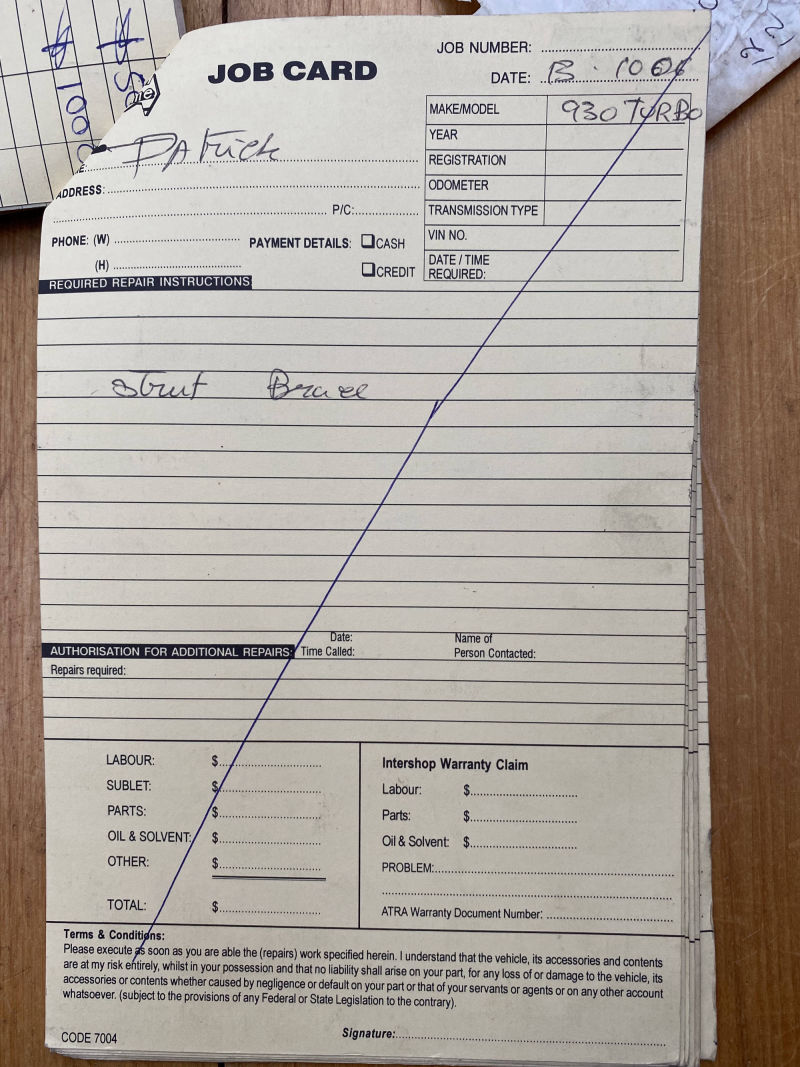 $ 100
$ 50
JOB CARD
JOB NUMBER:
DATE: 13 . 10 06
MAKE/MODEL 930 TURBO
YEAR
REGISTRATION
ODOMETER
TRANSMISSION TYPE
VIN NO.
DATE / TIME
REQUIRED:
E: PAtrick
ADDRESS:
P/C:
PHONE: (W)
(H)
PAYMENT DETAILS: ❑CASH
❑CREDIT
REQUIRED REPAIR INSTRUCTIONS
Strut Brace
AUTHORISATION FOR ADDITIONAL REPAIRS:
Date:
Time Called:
Name of
Person Contacted:
Repairs required:
LABOUR: $
SUBLET: $
PARTS: $
OIL & SOLVENT: $
OTHER: $
TOTAL: $
Intershop Warranty Claim
Labour: $
Parts: $
Oil & Solvent: $
PROBLEM:
ATRA Warranty Document Number:
Terms & Conditions:
Please execute as soon as you are able the (repairs) work specified herein. I understand that the vehicle, its accessories and contents
are at my risk entirely, whilst in your possession and that no liability shall arise on your part, for any loss of or damage to the vehicle, its
accessories or contents whether caused by negligence or default on your part or that of your servants or agents or on any other account
whatsoever. (subject to the provisions of any Federal or State Legislation to the contrary).
CODE 7004
Signature: